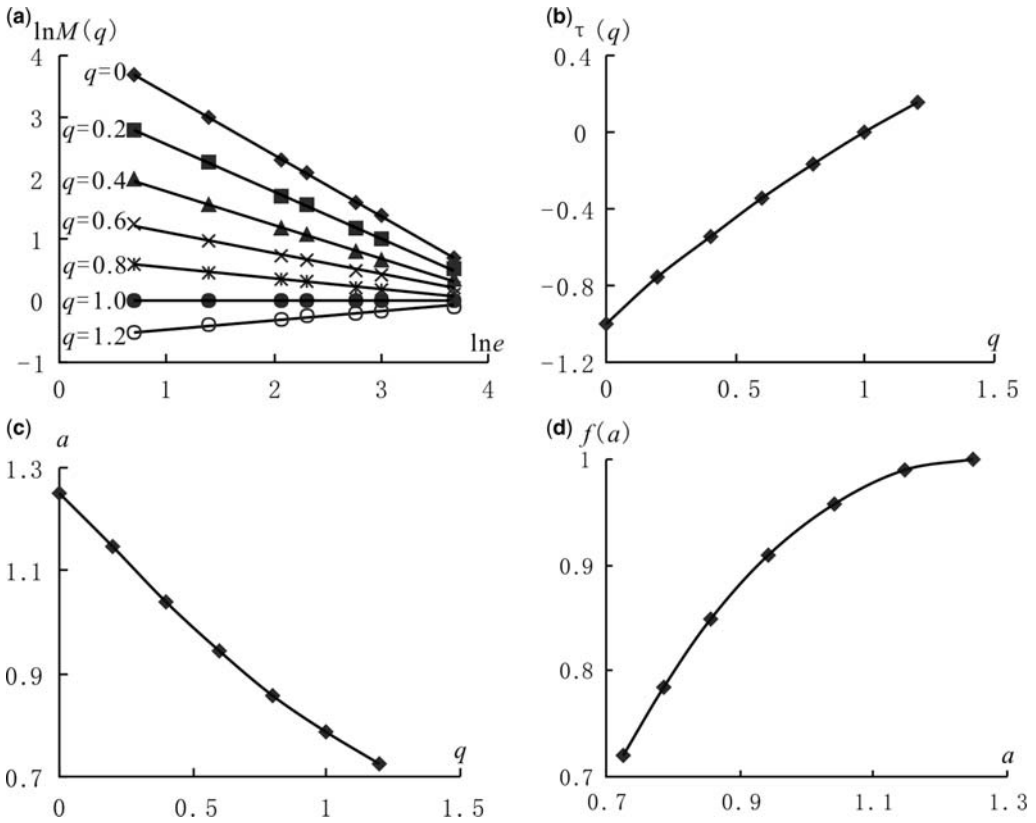 (a)
lnM(q)
4
3
2
1
0
-1
q=0
q=0.2
q=0.4
q=0.6
q=0.8
q=1.0
q=1.2
lne
0 1 2 3 4
(b)
τ (q)
0.4
0
-0.4
-0.8
-1.2
q
0 0.5 1 1.5
(c)
a
1.3
1.1
0.9
0.7
q
0 0.5 1 1.5
(d)
f(a)
1
0.9
0.8
0.7
a
0.7 0.9 1.1 1.3